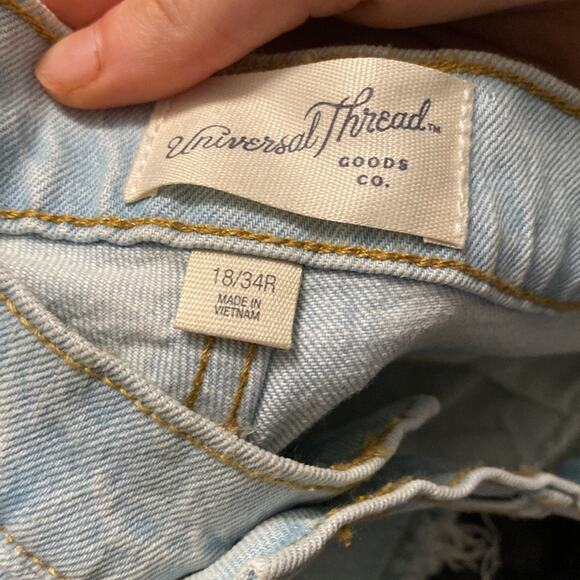 Universal Thread™
GOODS
CO.
18/34R
MADE IN
VIETNAM